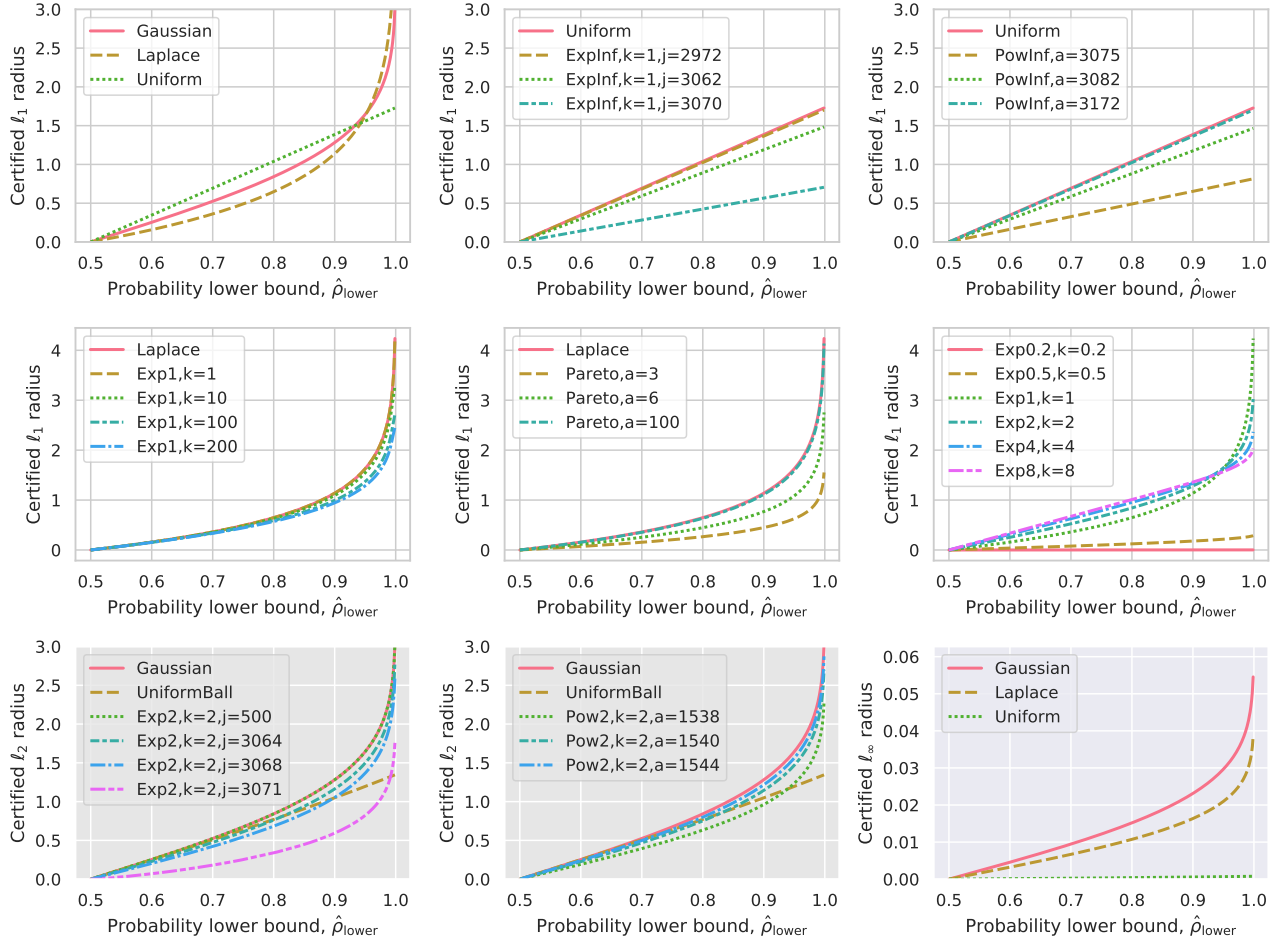 Certified ℓ₁ radius
3.0
2.5
2.0
1.5
1.0
0.5
0.0
Gaussian
Laplace
Uniform
0.5 0.6 0.7 0.8 0.9 1.0
Probability lower bound, ρ̂lower
Certified ℓ₁ radius
3.0
2.5
2.0
1.5
1.0
0.5
0.0
Uniform
ExpInf,k=1,j=2972
ExpInf,k=1,j=3062
ExpInf,k=1,j=3070
0.5 0.6 0.7 0.8 0.9 1.0
Probability lower bound, ρ̂lower
Certified ℓ₁ radius
3.0
2.5
2.0
1.5
1.0
0.5
0.0
Uniform
PowInf,a=3075
PowInf,a=3082
PowInf,a=3172
0.5 0.6 0.7 0.8 0.9 1.0
Probability lower bound, ρ̂lower
Certified ℓ₁ radius
4
3
2
1
0
Laplace
Exp1,k=1
Exp1,k=10
Exp1,k=100
Exp1,k=200
0.5 0.6 0.7 0.8 0.9 1.0
Probability lower bound, ρ̂lower
Certified ℓ₁ radius
4
3
2
1
0
Laplace
Pareto,a=3
Pareto,a=6
Pareto,a=100
0.5 0.6 0.7 0.8 0.9 1.0
Probability lower bound, ρ̂lower
Certified ℓ₁ radius
4
3
2
1
0
Exp0.2,k=0.2
Exp0.5,k=0.5
Exp1,k=1
Exp2,k=2
Exp4,k=4
Exp8,k=8
0.5 0.6 0.7 0.8 0.9 1.0
Probability lower bound, ρ̂lower
Certified ℓ₂ radius
3.0
2.5
2.0
1.5
1.0
0.5
0.0
Gaussian
UniformBall
Exp2,k=2,j=500
Exp2,k=2,j=3064
Exp2,k=2,j=3068
Exp2,k=2,j=3071
0.5 0.6 0.7 0.8 0.9 1.0
Probability lower bound, ρ̂lower
Certified ℓ₂ radius
3.0
2.5
2.0
1.5
1.0
0.5
0.0
Gaussian
UniformBall
Pow2,k=2,a=1538
Pow2,k=2,a=1540
Pow2,k=2,a=1544
0.5 0.6 0.7 0.8 0.9 1.0
Probability lower bound, ρ̂lower
Certified ℓ∞ radius
0.06
0.05
0.04
0.03
0.02
0.01
0.00
Gaussian
Laplace
Uniform
0.5 0.6 0.7 0.8 0.9 1.0
Probability lower bound, ρ̂lower